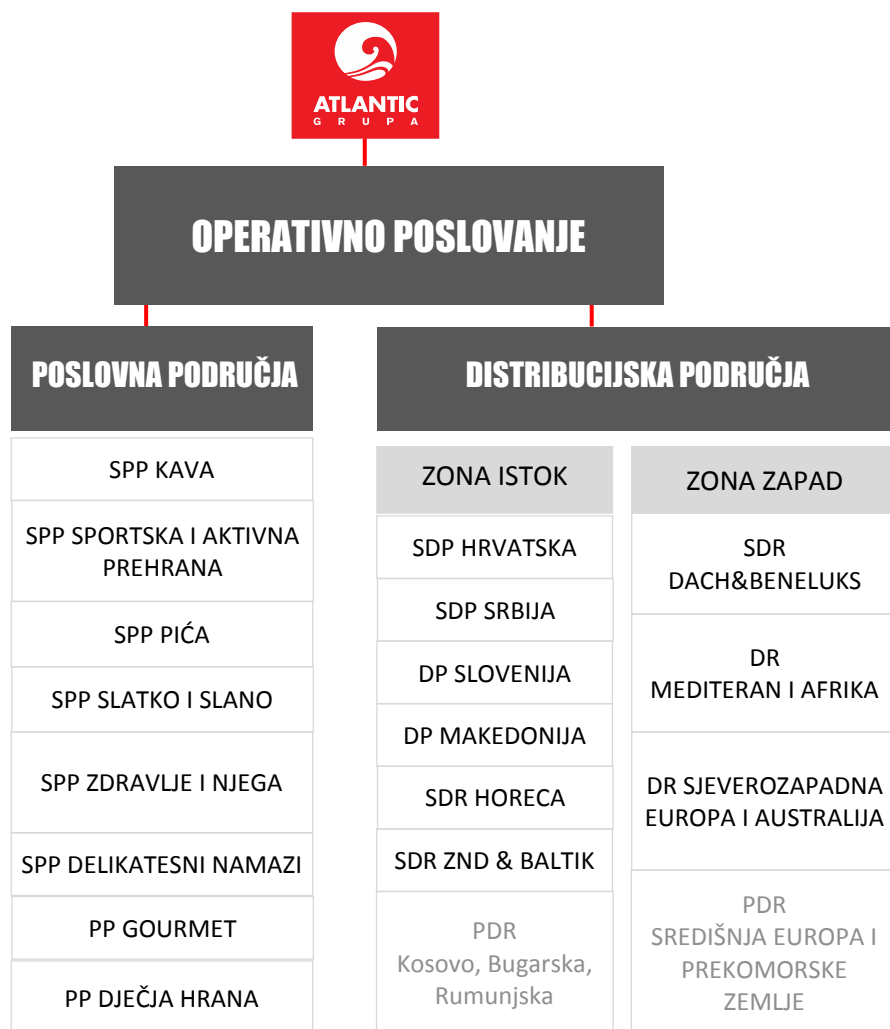 ATLANTIC
GRUPA
OPERATIVNO POSLOVANJE
POSLOVNA PODRUČJA
SPP KAVA
SPP SPORTSKA I AKTIVNA
PREHRANA
SPP PIĆA
SPP SLATKO I SLANO
SPP ZDRAVLJE I NJEGA
SPP DELIKATESNI NAMAZI
PP GOURMET
PP DJEČJA HRANA
DISTRIBUCIJSKA PODRUČJA
ZONA ISTOK
SDP HRVATSKA
SDP SRBIJA
DP SLOVENIJA
DP MAKEDONIJA
SDR HORECA
SDR ZND & BALTIK
PDR
Kosovo, Bugarska,
Rumunjska
ZONA ZAPAD
SDR
DACH&BENELUKS
DR
MEDITERAN I AFRIKA
DR SJEVEROZAPADNA
EUROPA I AUSTRALIJA
PDR
SREDIŠNJA EUROPA I
PREKOMORSKE
ZEMLJE